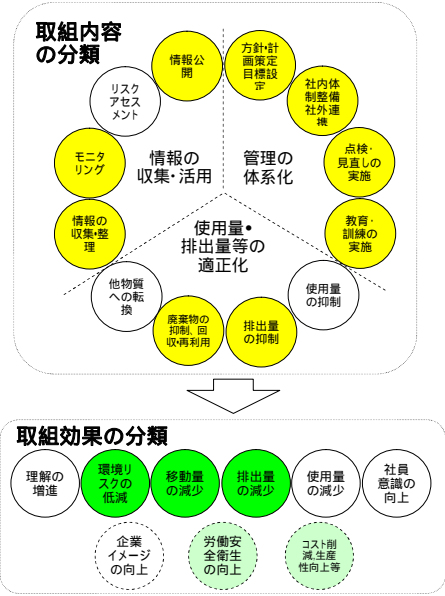 取組内容
の分類
情報公
開
方針・計
画策定
目標設
定
リスク
アセス
メント
社内体
制整備
社外連
携
モニタ
リング
情報の
収集・活用
管理の
体系化
点検・
見直しの
実施
情報の
収集・整
理
使用量・
排出量等の
適正化
教育・
訓練の
実施
他物質
への転
換
使用量
の抑制
廃棄物の
抑制、回
収・再利用
排出量
の抑制
取組効果の分類
理解の
増進
環境リ
スクの
低減
移動量
の減少
排出量
の減少
使用量
の減少
社員
意識の
向上
企業
イメージ
の向上
労働安
全衛生
の向上
コスト削
減、生産
性向上等